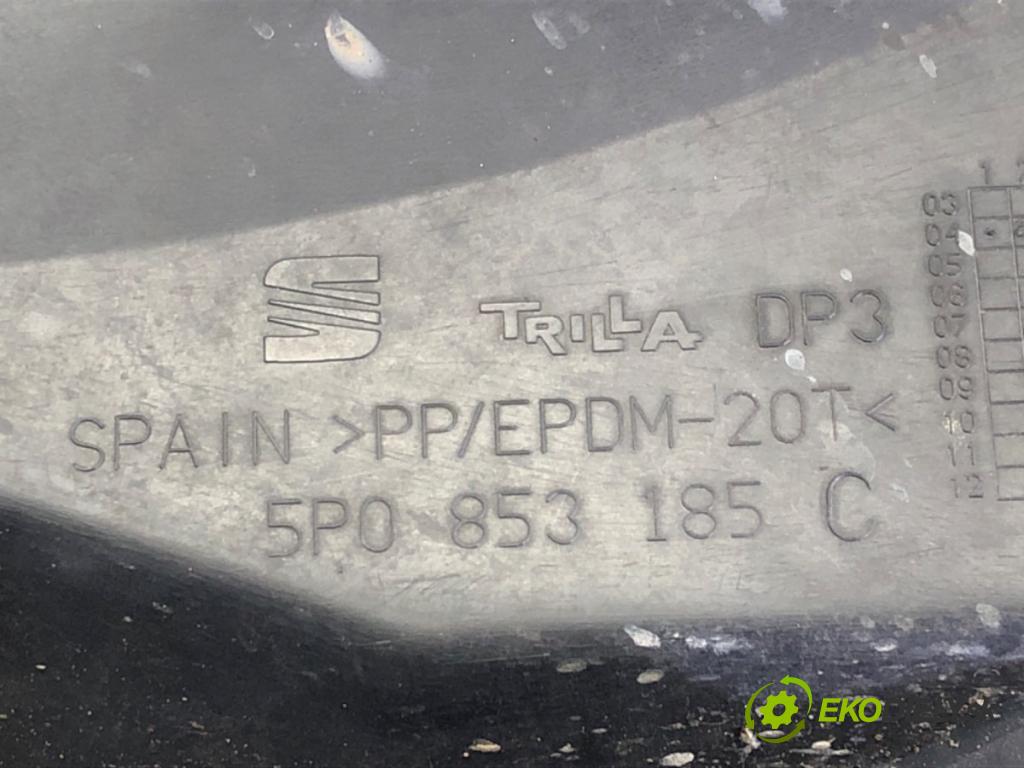 TRILLA DP3
SPAIN >PP/EPDM-20T<
5P0 853 185 C
1
03
04
05
06
07
08
09
10
11
12
EKO